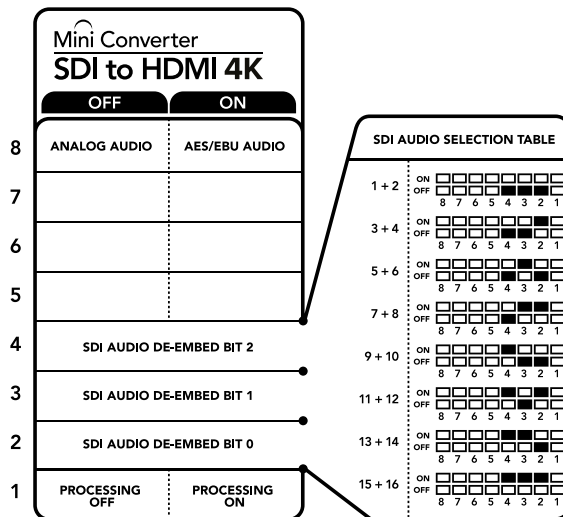 Mini Converter
SDI to HDMI 4K
OFF ON
8 ANALOG AUDIO AES/EBU AUDIO
7
6
5
4 SDI AUDIO DE-EMBED BIT 2
3 SDI AUDIO DE-EMBED BIT 1
2 SDI AUDIO DE-EMBED BIT 0
1 PROCESSING OFF PROCESSING ON
SDI AUDIO SELECTION TABLE
1 + 2 ON
OFF
8 7 6 5 4 3 2 1
3 + 4 ON
OFF
8 7 6 5 4 3 2 1
5 + 6 ON
OFF
8 7 6 5 4 3 2 1
7 + 8 ON
OFF
8 7 6 5 4 3 2 1
9 + 10 ON
OFF
8 7 6 5 4 3 2 1
11 + 12 ON
OFF
8 7 6 5 4 3 2 1
13 + 14 ON
OFF
8 7 6 5 4 3 2 1
15 + 16 ON
OFF
8 7 6 5 4 3 2 1